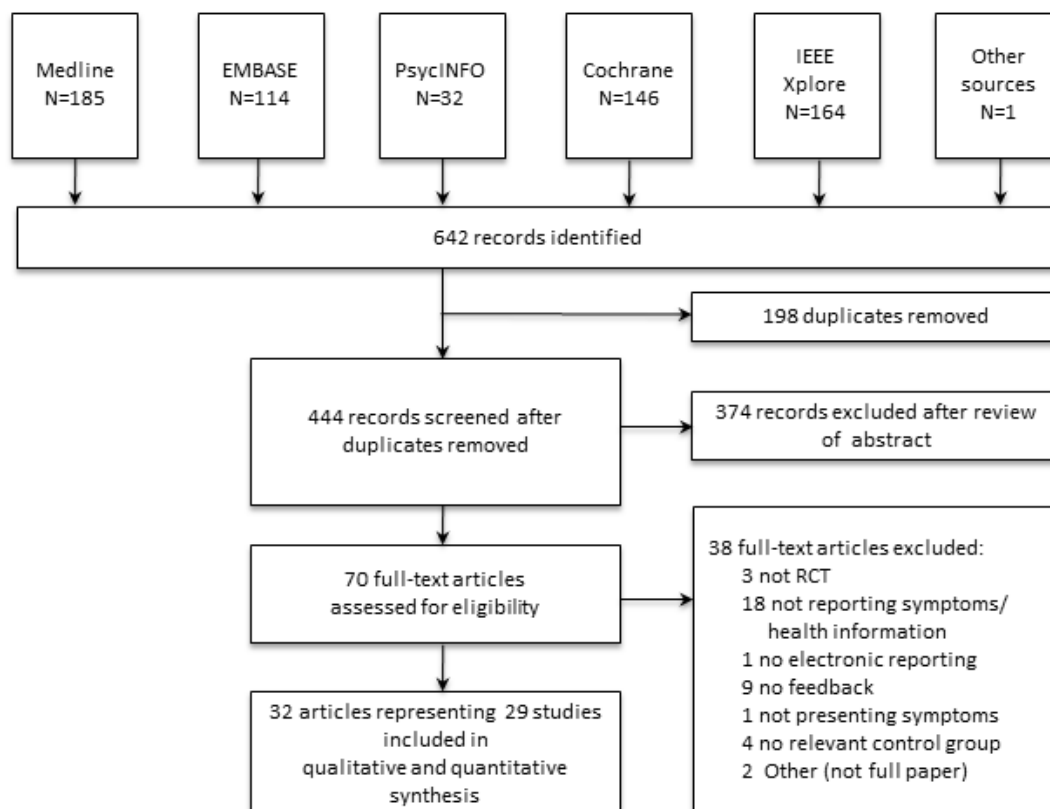 Medline
N=185
EMBASE
N=114
PsycINFO
N=32
Cochrane
N=146
IEEE
Xplore
N=164
Other
sources
N=1
642 records identified
198 duplicates removed
444 records screened after
duplicates removed
374 records excluded after review
of abstract
70 full-text articles
assessed for eligibility
38 full-text articles excluded:
3 not RCT
18 not reporting symptoms/
health information
1 no electronic reporting
9 no feedback
1 not presenting symptoms
4 no relevant control group
2 Other (not full paper)
32 articles representing 29 studies
included in
qualitative and quantitative
synthesis